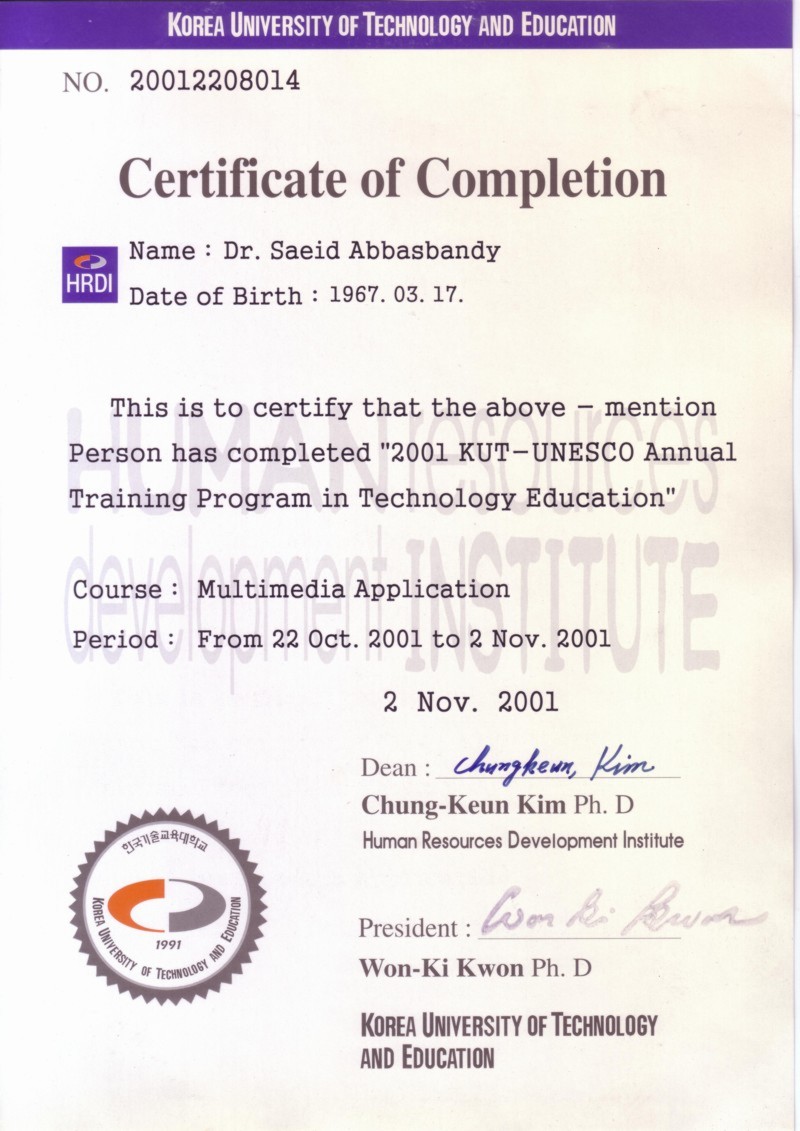 KOREA UNIVERSITY OF TECHNOLOGY AND EDUCATION
NO. 20012208014
Certificate of Completion
HRDI
Name : Dr. Saeid Abbasbandy
Date of Birth : 1967. 03. 17.
HUMAN resources
development INSTITUTE
This is to certify that the above – mention
Person has completed "2001 KUT-UNESCO Annual
Training Program in Technology Education"
Course : Multimedia Application
Period : From 22 Oct. 2001 to 2 Nov. 2001
2 Nov. 2001
Dean : Chungkeun, Kim
Chung-Keun Kim Ph. D
Human Resources Development Institute
President : Won Ki Kwon
Won-Ki Kwon Ph. D
KOREA UNIVERSITY OF TECHNOLOGY
AND EDUCATION
한국기술교육대학교
1991
KOREA UNIVERSITY OF TECHNOLOGY AND EDUCATION